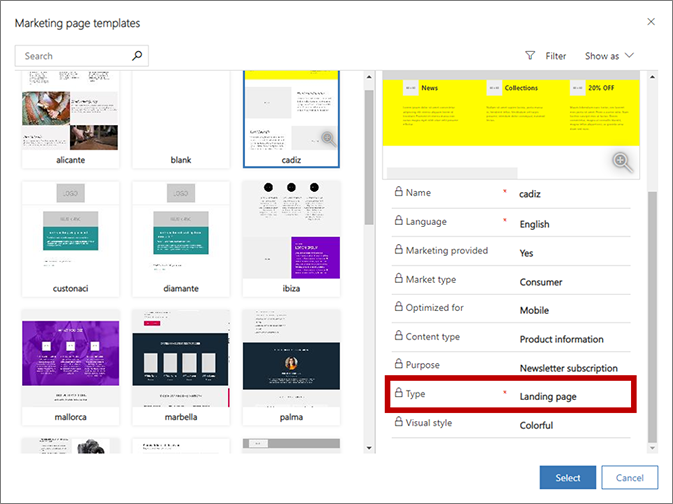 Marketing page templates
Search
Filter
Show as
alicante
blank
cadiz
LOGO
LOGO
custonaci
diamante
ibiza
mallorca
marbella
palma
News
Collections
20% OFF
Name * cadiz
Language * English
Marketing provided Yes
Market type Consumer
Optimized for Mobile
Content type Product information
Purpose Newsletter subscription
Type * Landing page
Visual style Colorful
Select
Cancel